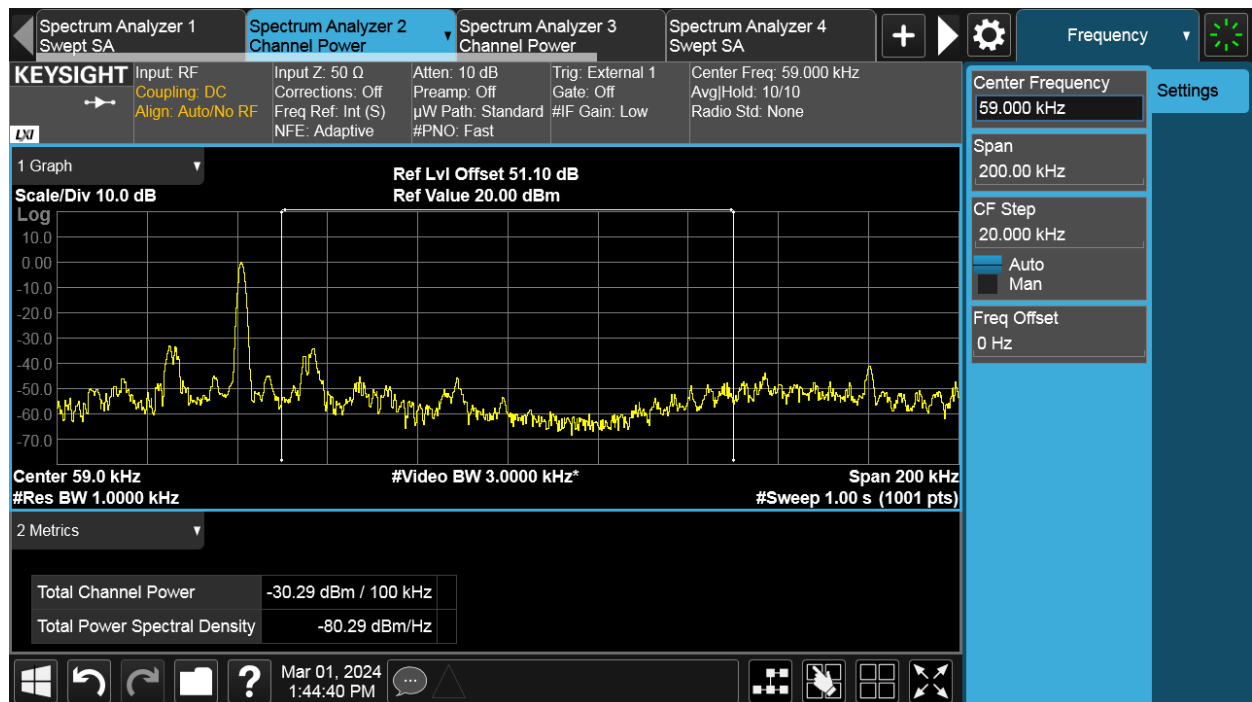 Spectrum Analyzer 1
Swept SA
Spectrum Analyzer 2
Channel Power
Spectrum Analyzer 3
Channel Power
Spectrum Analyzer 4
Swept SA
+
Frequency
KEYSIGHT
LXI
Input: RF
Coupling: DC
Align: Auto/No RF
Input Z: 50 Ω
Corrections: Off
Freq Ref: Int (S)
NFE: Adaptive
Atten: 10 dB
Preamp: Off
µW Path: Standard
#PNO: Fast
Trig: External 1
Gate: Off
#IF Gain: Low
Center Freq: 59.000 kHz
Avg|Hold: 10/10
Radio Std: None
Center Frequency
59.000 kHz
Settings
Span
200.00 kHz
CF Step
20.000 kHz
Auto
Man
Freq Offset
0 Hz
1 Graph
Scale/Div 10.0 dB
Ref Lvl Offset 51.10 dB
Ref Value 20.00 dBm
Log
10.0
0.00
-10.0
-20.0
-30.0
-40.0
-50.0
-60.0
-70.0
Center 59.0 kHz
#Video BW 3.0000 kHz*
Span 200 kHz
#Res BW 1.0000 kHz
#Sweep 1.00 s (1001 pts)
2 Metrics
Total Channel Power -30.29 dBm / 100 kHz
Total Power Spectral Density -80.29 dBm/Hz
?
Mar 01, 2024
1:44:40 PM